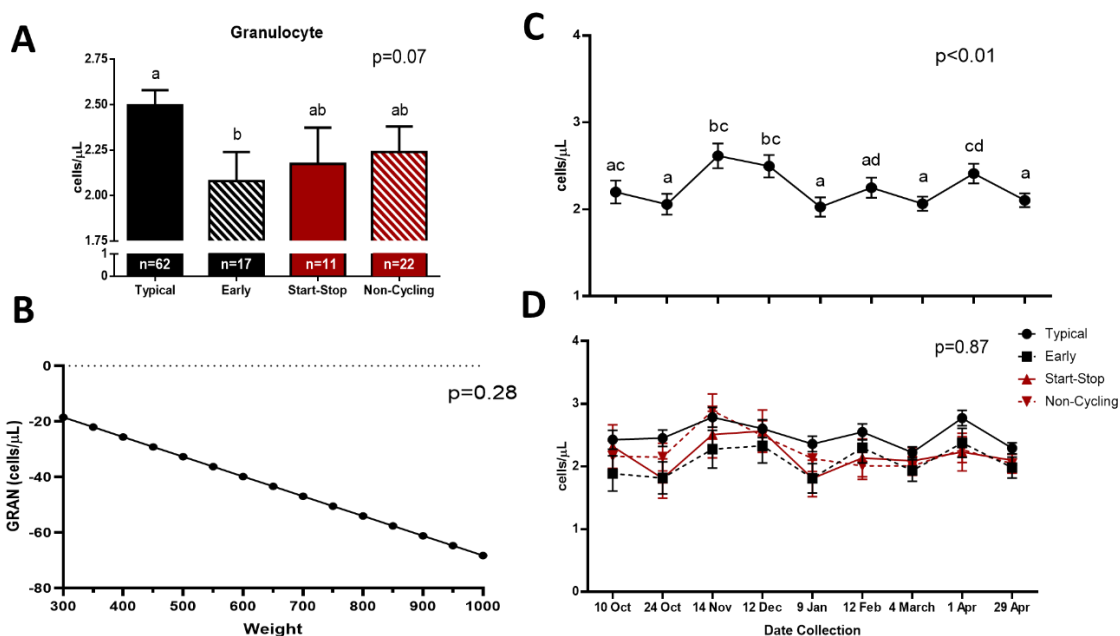 A
Granulocyte
p=0.07
cells/μL
2.75
2.50
2.25
2.00
1.75
1
0
a
b
ab
ab
n=62
n=17
n=11
n=22
Typical
Early
Start-Stop
Non-Cycling
B
p=0.28
GRAN (cells/μL)
0
-20
-40
-60
-80
300
400
500
600
700
800
900
1000
Weight
C
p<0.01
cells/μL
4
3
2
1
ac
a
bc
bc
a
ad
a
cd
a
D
p=0.87
Typical
Early
Start-Stop
Non-Cycling
cells/μL
4
3
2
1
0
10 Oct
24 Oct
14 Nov
12 Dec
9 Jan
12 Feb
4 March
1 Apr
29 Apr
Date Collection